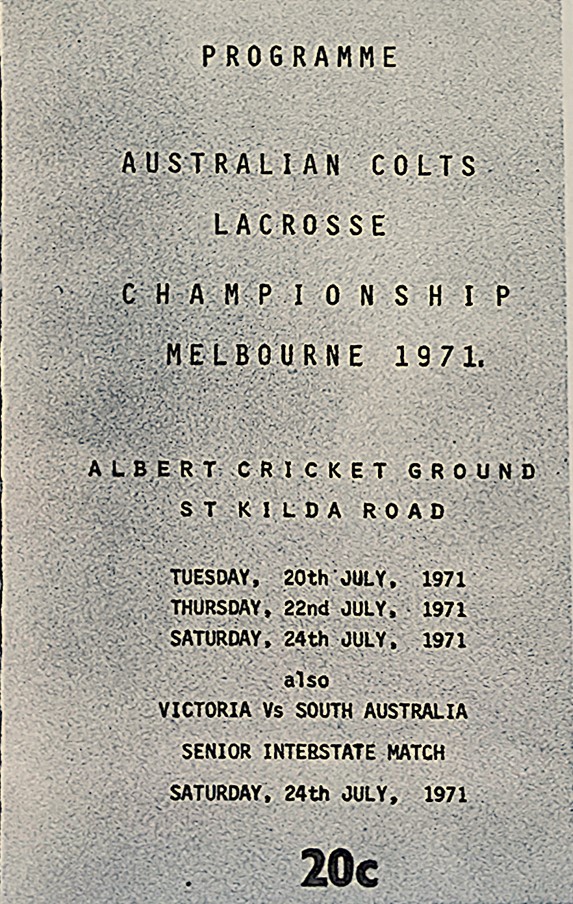 PROGRAMME
AUSTRALIAN COLTS
LACROSSE
CHAMPIONSHIP
MELBOURNE 1971.
ALBERT CRICKET GROUND
ST KILDA ROAD
TUESDAY, 20th JULY, 1971
THURSDAY, 22nd JULY, 1971
SATURDAY, 24th JULY, 1971
also
VICTORIA Vs SOUTH AUSTRALIA
SENIOR INTERSTATE MATCH
SATURDAY, 24th JULY, 1971
20c